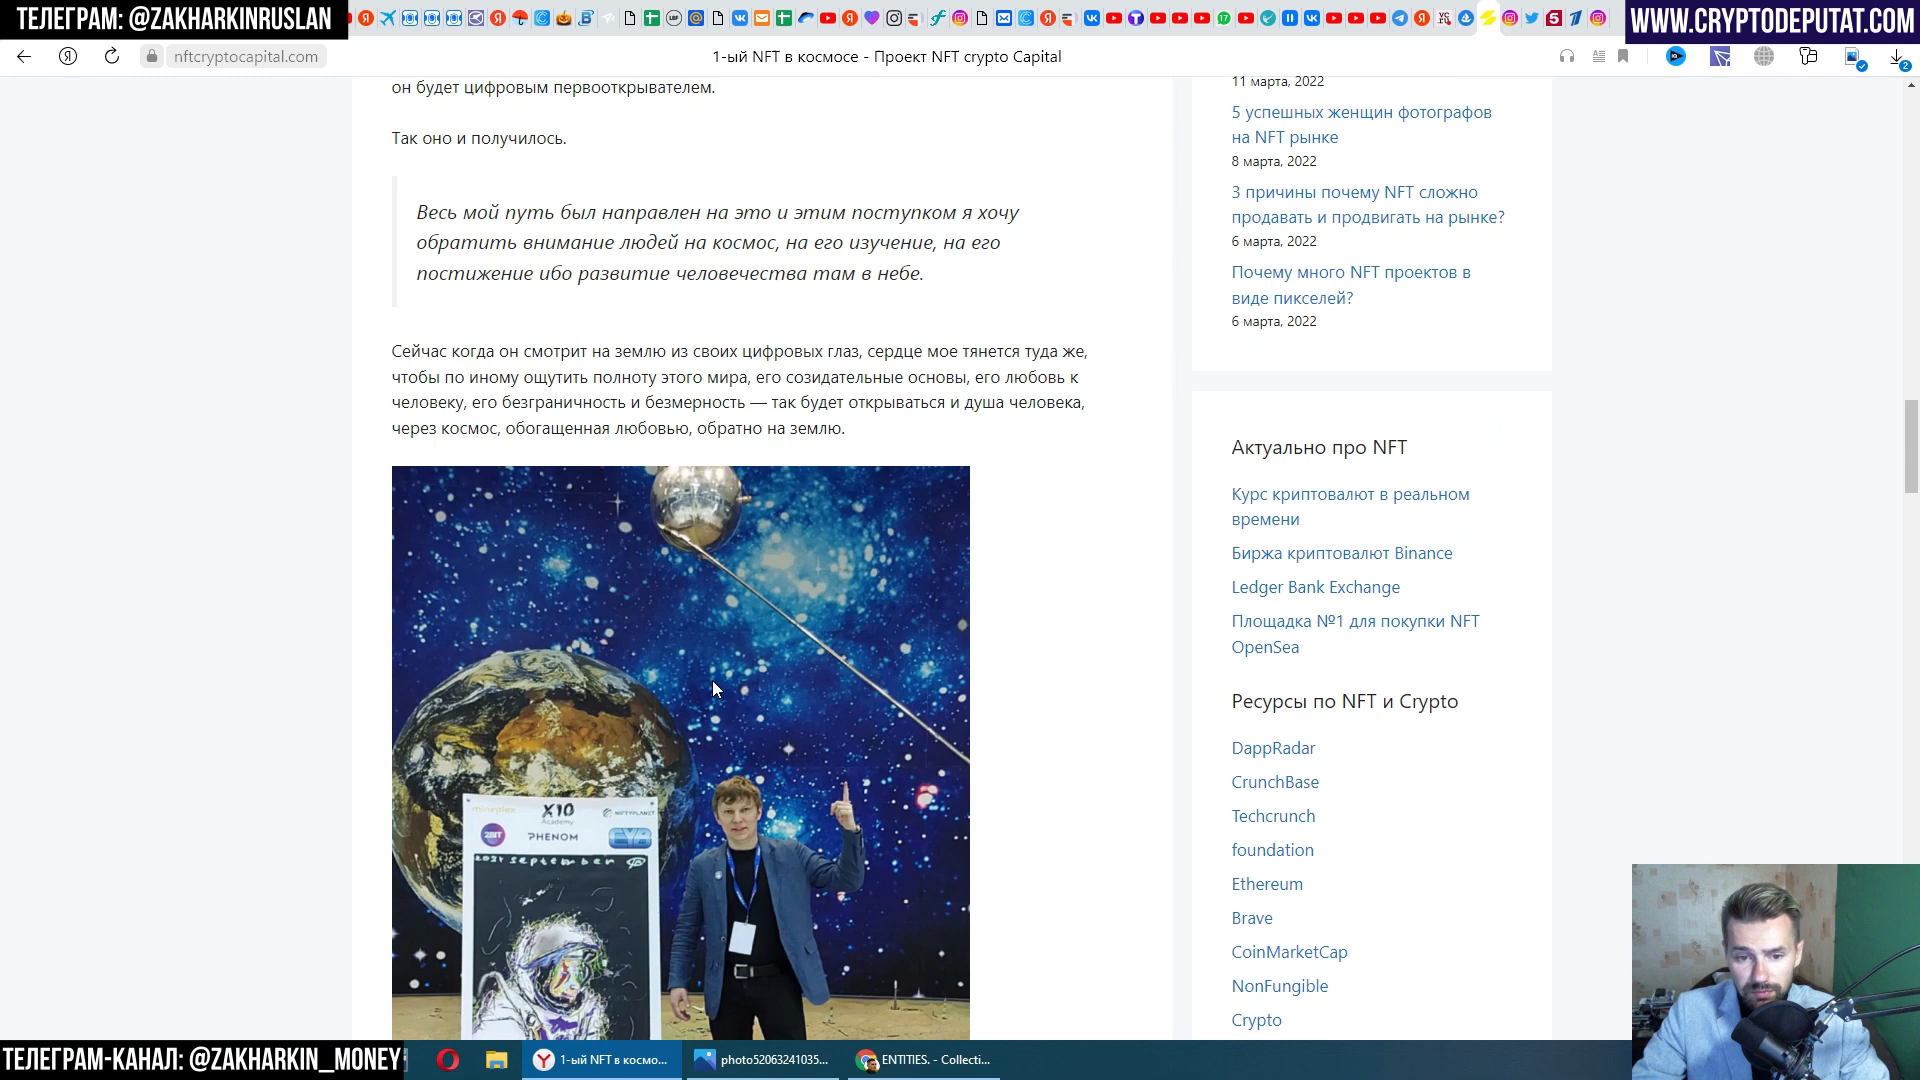 ТЕЛЕГРАМ: @ZAKHARKINRUSLAN
WWW.CRYPTODEPUTAT.COM
nftcryptocapital.com
1-ый NFT в космосе - Проект NFT crypto Capital
он будет цифровым первооткрывателем.
Так оно и получилось.
Весь мой путь был направлен на это и этим поступком я хочу
обратить внимание людей на космос, на его изучение, на его
постижение ибо развитие человечества там в небе.
Сейчас когда он смотрит на землю из своих цифровых глаз, сердце мое тянется туда же,
чтобы по иному ощутить полноту этого мира, его созидательные основы, его любовь к
человеку, его безграничность и безмерность — так будет открываться и душа человека,
через космос, обогащенная любовью, обратно на землю.
mineplex
X10
Academy
NIFTYPLANET
2BIT
PHENOM
CYB
2021 september
11 марта, 2022
5 успешных женщин фотографов
на NFT рынке
8 марта, 2022
3 причины почему NFT сложно
продавать и продвигать на рынке?
6 марта, 2022
Почему много NFT проектов в
виде пикселей?
6 марта, 2022
Актуально про NFT
Курс криптовалют в реальном
времени
Биржа криптовалют Binance
Ledger Bank Exchange
Площадка №1 для покупки NFT
OpenSea
Ресурсы по NFT и Crypto
DappRadar
CrunchBase
Techcrunch
foundation
Ethereum
Brave
CoinMarketCap
NonFungible
Crypto
ТЕЛЕГРАМ-КАНАЛ: @ZAKHARKIN_MONEY
1-ый NFT в космо...
photo52063241035...
ENTITIES. - Collecti...